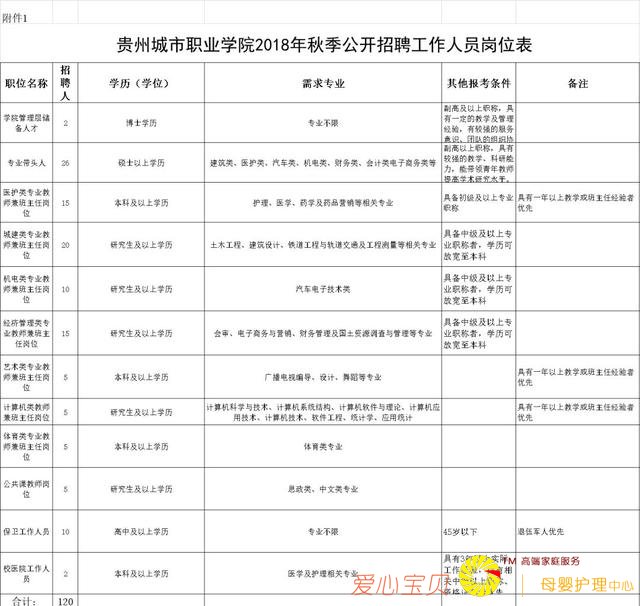 附件1
贵州城市职业学院2018年秋季公开招聘工作人员岗位表
职位名称 招聘人 学历（学位） 需求专业 其他报考条件 备注
学院管理层储
备人才
2
博士学历
专业不限
副高及以上职称，具
有一定的教学及管理
经验，有较强的服务
意识、团队的组织协
专业带头人
26
硕士以上学历
建筑类、医护类、汽车类、机电类、财务类、会计类电子商务类等
副高以上职称，具有
较强的教学、科研能
力，能带领青年教师
提高学术研究水平。
医护类专业教
师兼班主任岗
位
15
本科及以上学历
护理、医学、药学及药品营销等相关专业
具备初级及以上专业
职称
具有一年以上教学或班主任经验者
优先
城建类专业教
师兼班主任岗
位
20
研究生及以上学历
土木工程、建筑设计、铁道工程与轨道交通及工程测量等相关专业
具备中级及以上专
业职称者，学历可
放宽至本科
机电类专业教
师兼班主任岗
位
10
研究生及以上学历
汽车电子技术类
具备中级及以上专
业职称者，学历可
放宽至本科
经济管理类专
业教师兼班主
任岗位
15
研究生及以上学历
会审、电子商务与营销、财务管理及国土资源调查与管理等专业
具备中级及以上专
业职称者，学历可
放宽至本科
艺术类专业教
师兼班主任岗
位
5
本科及以上学历
广播电视编导、设计、舞蹈等专业
具有一年以上教学或班主任经验者
优先
计算机类教师
兼班主任岗位
5
研究生及以上学历
计算机科学与技术、计算机系统结构、计算机软件与理论、计算机应
用技术、计算机技术、软件工程、统计学、应用统计
具有一年以上教学或班主任经验者
优先
体育类专业教
师兼班主任岗
位
5
本科及以上学历
体育类专业
公共课教师岗
位
5
研究生及以上学历
思政类、中文类专业
保卫工作人员
10
高中及以上学历
专业不限
45岁以下
退伍军人优先
校医院工作人
员
2
本科及以上学历
医学及护理相关专业
具有3年
工作
相关中
合计：
120
爱心宝贝
TM 高端家庭服务
母婴护理中心